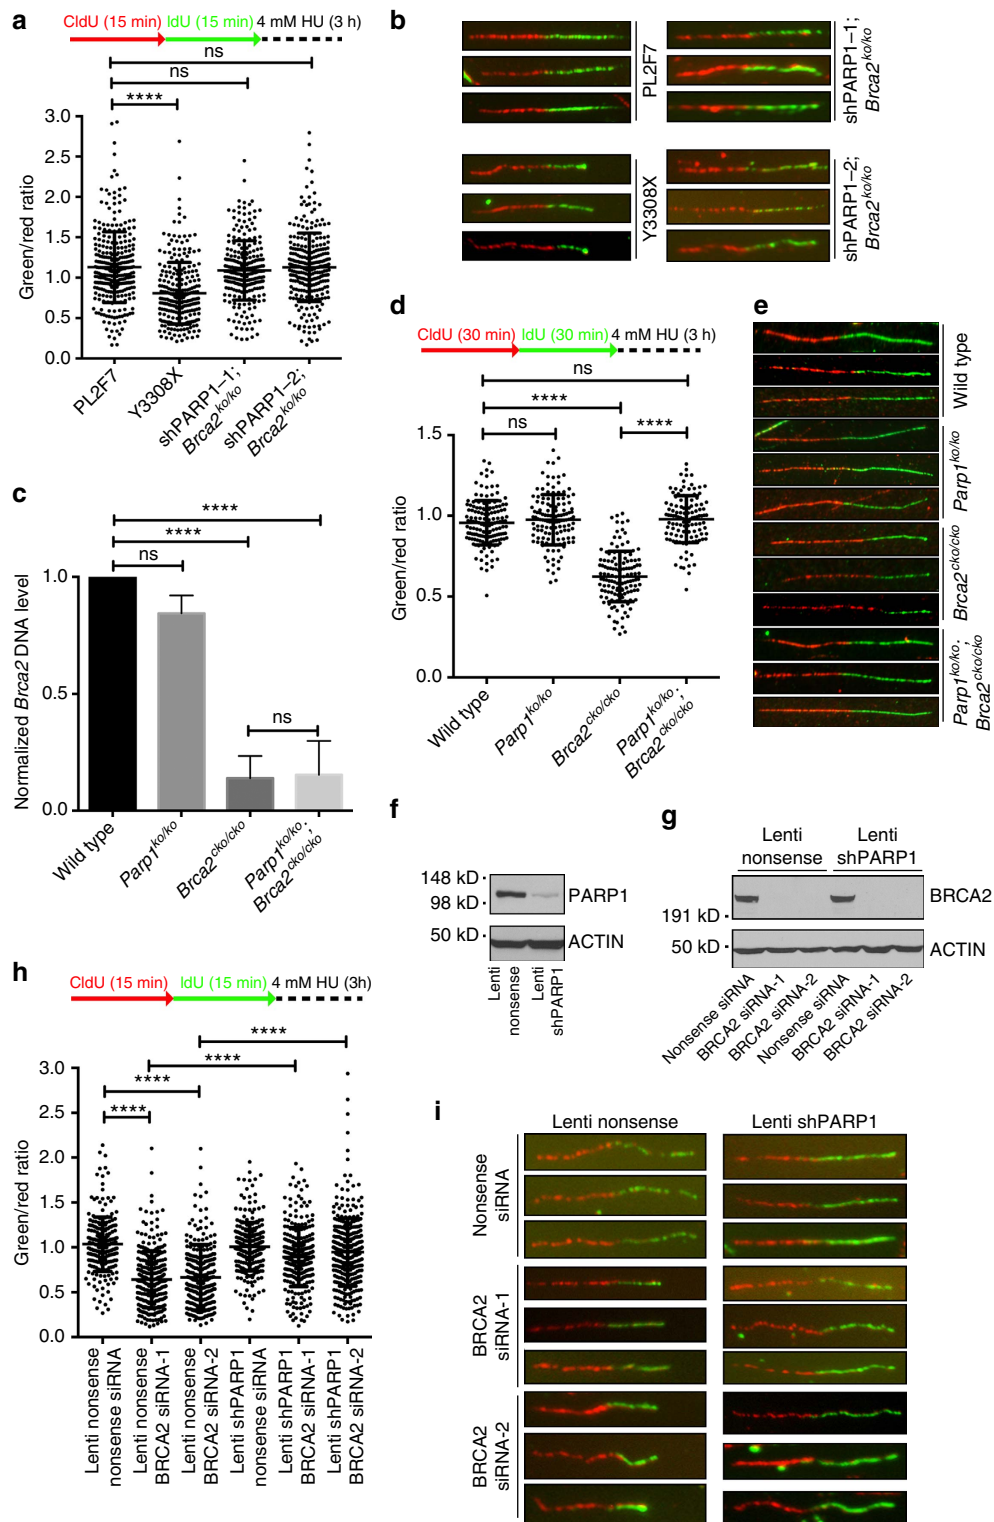 a
CldU (15 min) IdU (15 min) 4 mM HU (3 h)
ns
ns
****
Green/red ratio
3.0
2.5
2.0
1.5
1.0
0.5
0.0
PL2F7
Y3308X
shPARP1–1;
Brca2ko/ko
shPARP1–2;
Brca2ko/ko
b
PL2F7
shPARP1–1;
Brca2ko/ko
Y3308X
shPARP1–2;
Brca2ko/ko
c
****
****
ns
ns
Normalized Brca2 DNA level
1.0
0.5
0.0
Wild type
Parp1ko/ko
Brca2cko/cko
Parp1ko/ko;
Brca2cko/cko
d
CldU (30 min) IdU (30 min) 4 mM HU (3 h)
ns
****
ns
****
Green/red ratio
1.5
1.0
0.5
0.0
Wild type
Parp1ko/ko
Brca2cko/cko
Parp1ko/ko;
Brca2cko/cko
e
Wild type
Parp1ko/ko
Brca2cko/cko
Parp1ko/ko;
Brca2cko/cko
f
148 kD
98 kD
PARP1
50 kD
ACTIN
Lenti
nonsense
Lenti
shPARP1
g
Lenti
nonsense
Lenti
shPARP1
BRCA2
191 kD
50 kD
ACTIN
Nonsense siRNA
BRCA2 siRNA-1
BRCA2 siRNA-2
Nonsense siRNA
BRCA2 siRNA-1
BRCA2 siRNA-2
h
CldU (15 min) IdU (15 min) 4 mM HU (3h)
****
****
****
****
Green/red ratio
3.0
2.5
2.0
1.5
1.0
0.5
0.0
Lenti nonsense
nonsense siRNA
Lenti nonsense
BRCA2 siRNA-1
Lenti nonsense
BRCA2 siRNA-2
Lenti shPARP1
nonsense siRNA
Lenti shPARP1
BRCA2 siRNA-1
Lenti shPARP1
BRCA2 siRNA-2
i
Lenti nonsense
Lenti shPARP1
Nonsense
siRNA
BRCA2
siRNA-1
BRCA2
siRNA-2